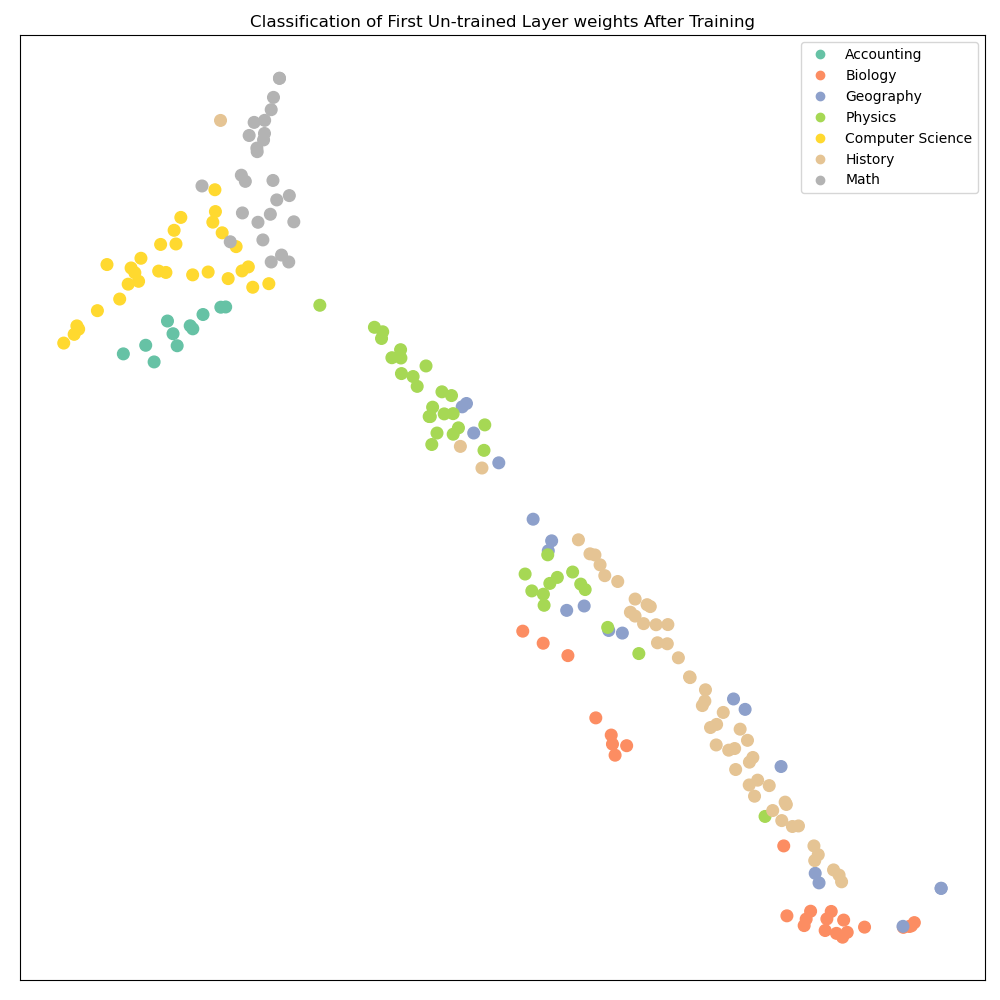 Classification of First Un-trained Layer weights After Training
Accounting
Biology
Geography
Physics
Computer Science
History
Math